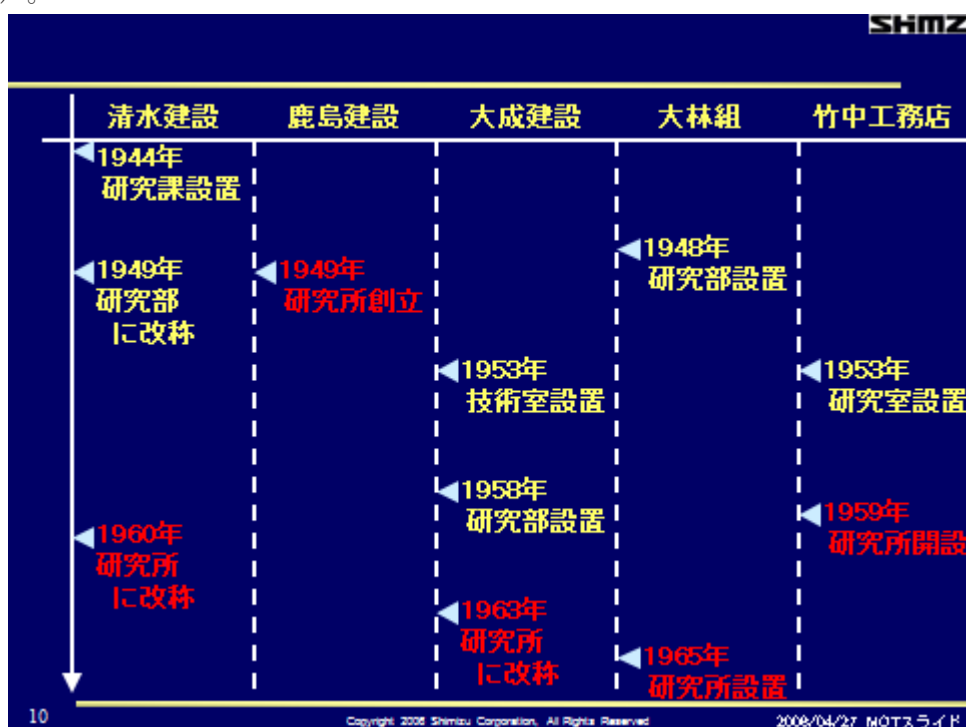 SHIMZ
清水建設 鹿島建設 大成建設 大林組 竹中工務店
1944年
研究課設置
1948年
研究部設置
1949年
研究部
に改称
1949年
研究所創立
1953年
技術室設置
1953年
研究室設置
1958年
研究部設置
1959年
研究所開設
1960年
研究所
に改称
1963年
研究所
に改称
1965年
研究所設置
10
Copyright 2008 Shimizu Corporation, All Rights Reserved
2008/04/27 MOTスライド